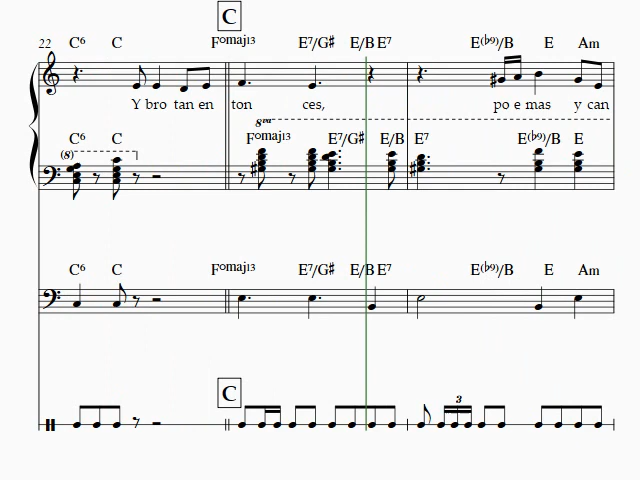 C
22 C⁶ C Fᵒmaj¹³ E⁷/G♯ E/B E⁷ E(♭⁹)/B E Am
Y bro tan en ton ces, po e mas y can
8va
C⁶ C Fᵒmaj¹³ E⁷/G♯ E/B E⁷ E(♭⁹)/B E
(8)
C⁶ C Fᵒmaj¹³ E⁷/G♯ E/B E⁷ E(♭⁹)/B E Am
C
3